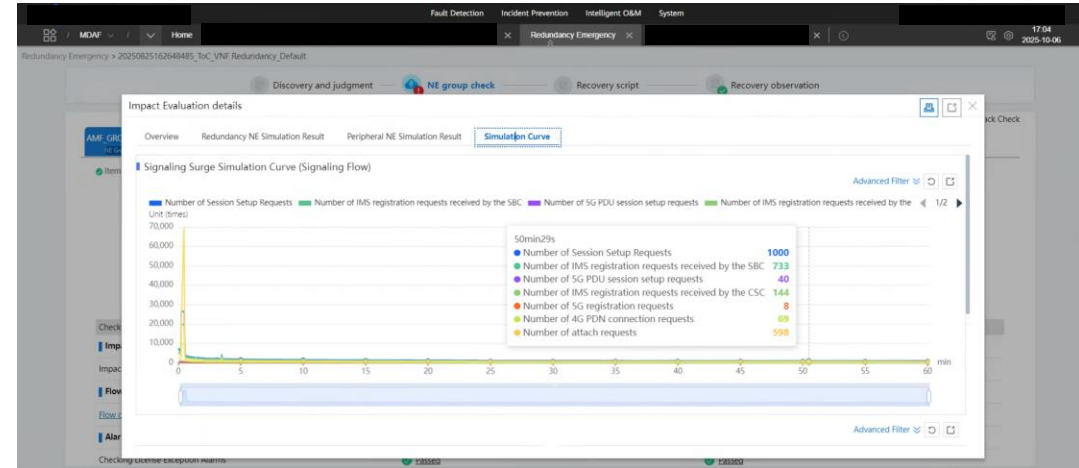 Fault Detection Incident Prevention Intelligent O&M System
MDAF / Home Redundancy Emergency 17:04
2025-10-06
Redundancy Emergency > 20250825162648485_ToC_VNF Redundancy_Default
Discovery and judgment NE group check Recovery script Recovery observation
Impact Evaluation details
Overview Redundancy NE Simulation Result Peripheral NE Simulation Result Simulation Curve
ack Check
AMF_GRO
Item
Signaling Surge Simulation Curve (Signaling Flow)
Advanced Filter
Number of Session Setup Requests Number of IMS registration requests received by the SBC Number of 5G PDU session setup requests Number of IMS registration requests received by the 1/2
Unit (times)
70,000
60,000
50,000
40,000
30,000
20,000
10,000
0
0 5 10 15 20 25 30 35 40 45 50 55 60 min
50min29s
Number of Session Setup Requests 1000
Number of IMS registration requests received by the SBC 733
Number of 5G PDU session setup requests 40
Number of IMS registration requests received by the CSC 144
Number of 5G registration requests 8
Number of 4G PDN connection requests 69
Number of attach requests 598
Check
Imp
Impac
Flow
Flow c
Advanced Filter
Alar
Checking License Exception Alarms Passed Passed